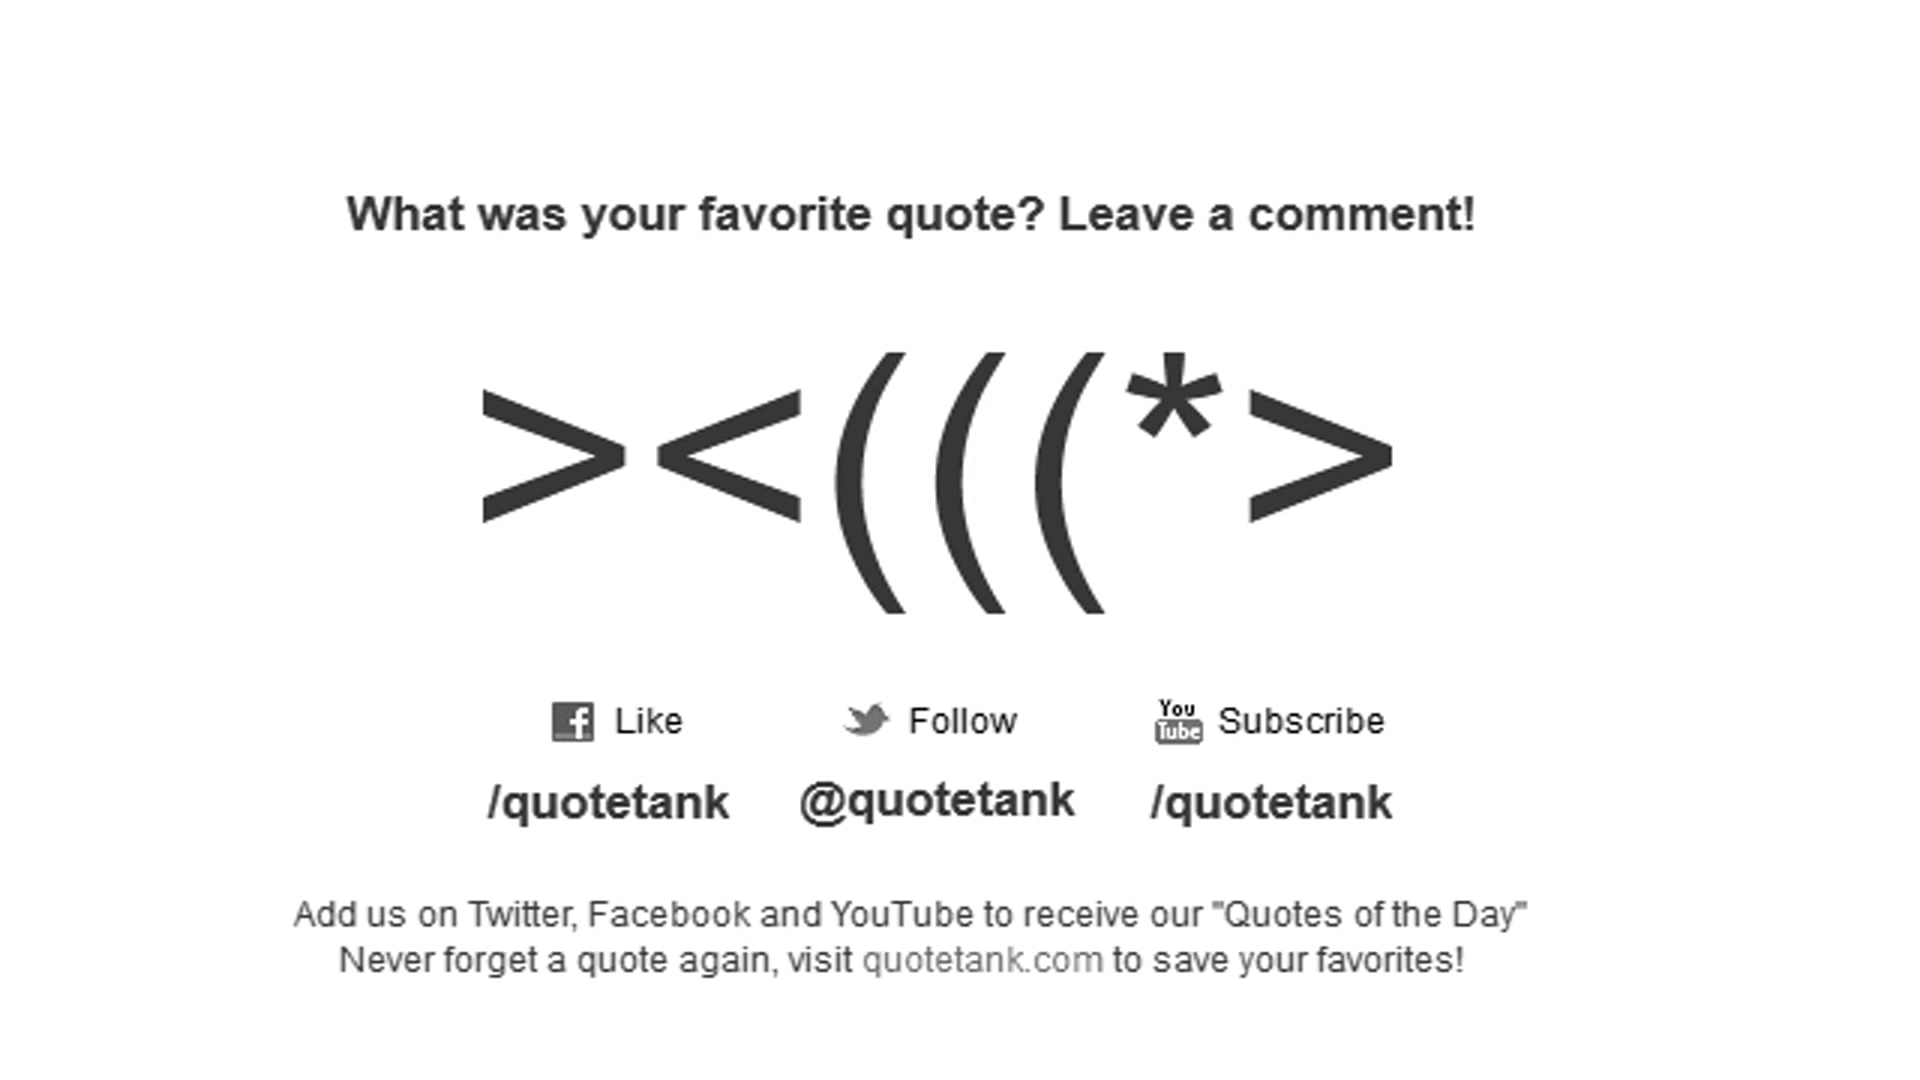 What was your favorite quote? Leave a comment!
><(((*>
f Like
Follow
You Tube Subscribe
/quotetank
@quotetank
/quotetank
Add us on Twitter, Facebook and YouTube to receive our "Quotes of the Day"
Never forget a quote again, visit quotetank.com to save your favorites!